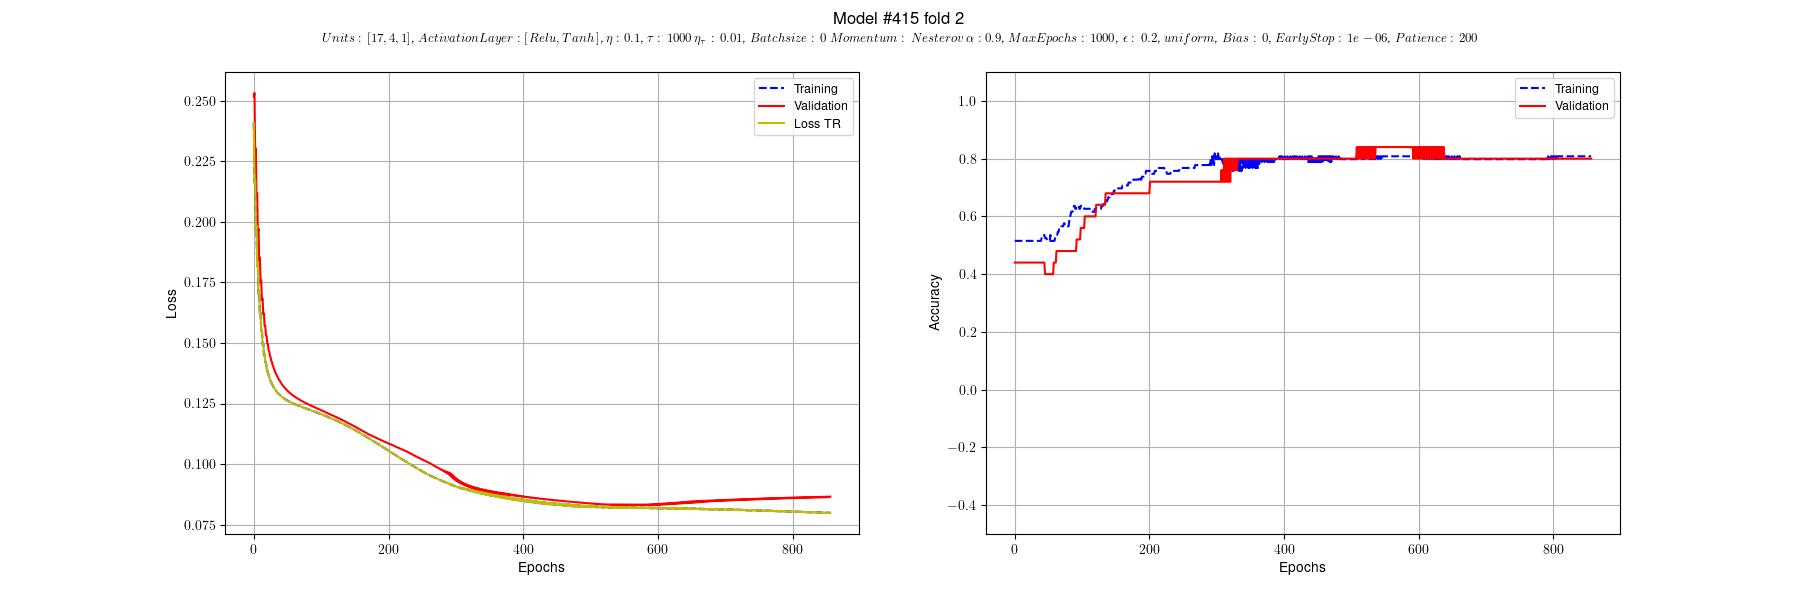 Model #415 fold 2
Units : [17, 4, 1], ActivationLayer : [Relu, Tanh], η : 0.1, τ : 1000 η_τ : 0.01, Batchsize : 0 Momentum : Nesterov α : 0.9, MaxEpochs : 1000, ϵ : 0.2, uniform, Bias : 0, EarlyStop : 1e − 06, Patience : 200
0.250
0.225
0.200
0.175
0.150
0.125
0.100
0.075
Loss
0 200 400 600 800
Epochs
Training
Validation
Loss TR
1.0
0.8
0.6
0.4
0.2
0.0
−0.2
−0.4
Accuracy
0 200 400 600 800
Epochs
Training
Validation